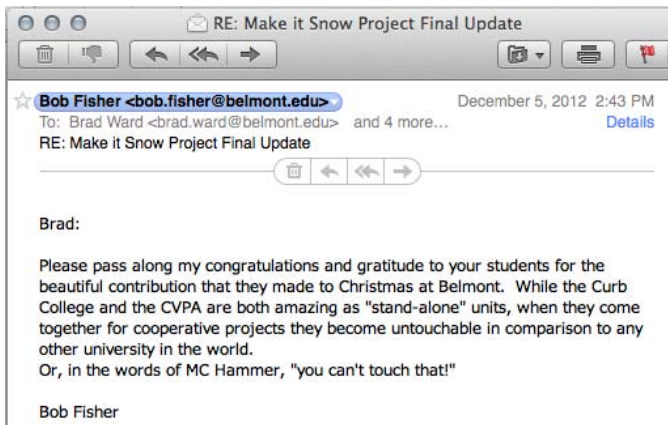 RE: Make it Snow Project Final Update
Bob Fisher <bob.fisher@belmont.edu>
December 5, 2012 2:43 PM
To: Brad Ward <brad.ward@belmont.edu> and 4 more...
Details
RE: Make it Snow Project Final Update
Brad:
Please pass along my congratulations and gratitude to your students for the
beautiful contribution that they made to Christmas at Belmont. While the Curb
College and the CVPA are both amazing as "stand-alone" units, when they come
together for cooperative projects they become untouchable in comparison to any
other university in the world.
Or, in the words of MC Hammer, "you can't touch that!"
Bob Fisher